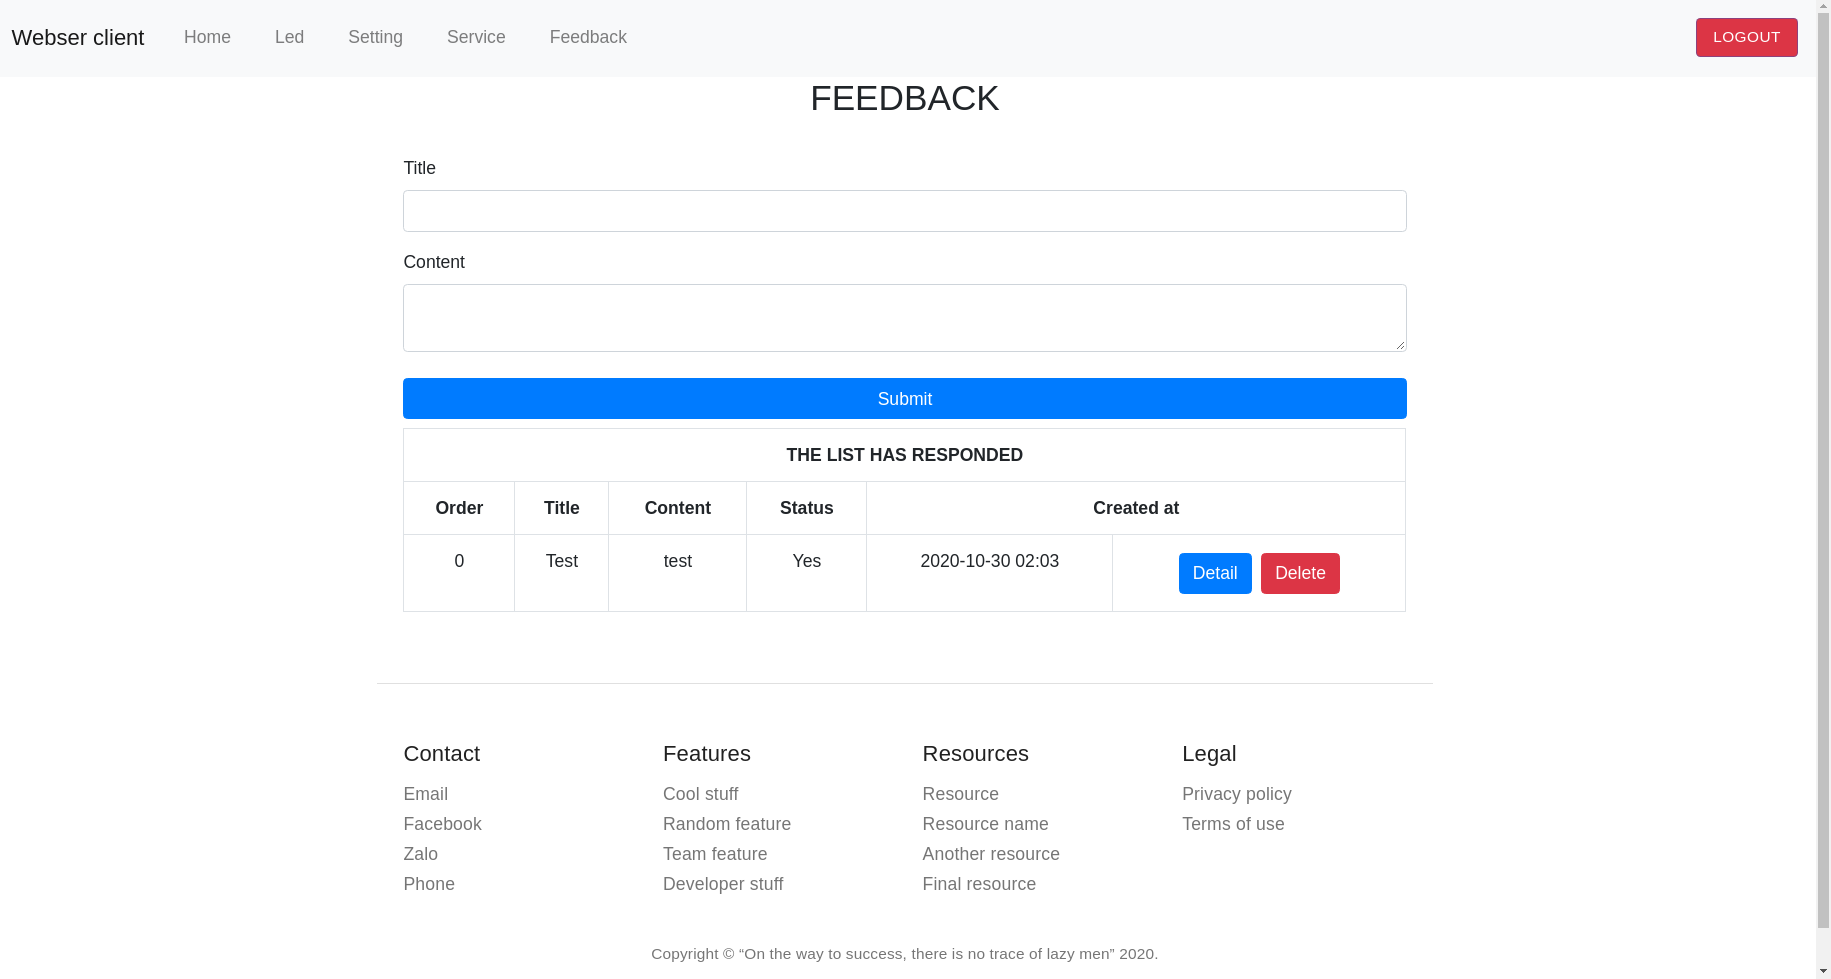 Webser client Home Led Setting Service Feedback LOGOUT
FEEDBACK
Title
Content
Submit
THE LIST HAS RESPONDED
Order Title Content Status Created at
0 Test test Yes 2020-10-30 02:03 Detail Delete
Contact
Email
Facebook
Zalo
Phone
Features
Cool stuff
Random feature
Team feature
Developer stuff
Resources
Resource
Resource name
Another resource
Final resource
Legal
Privacy policy
Terms of use
Copyright © “On the way to success, there is no trace of lazy men” 2020.